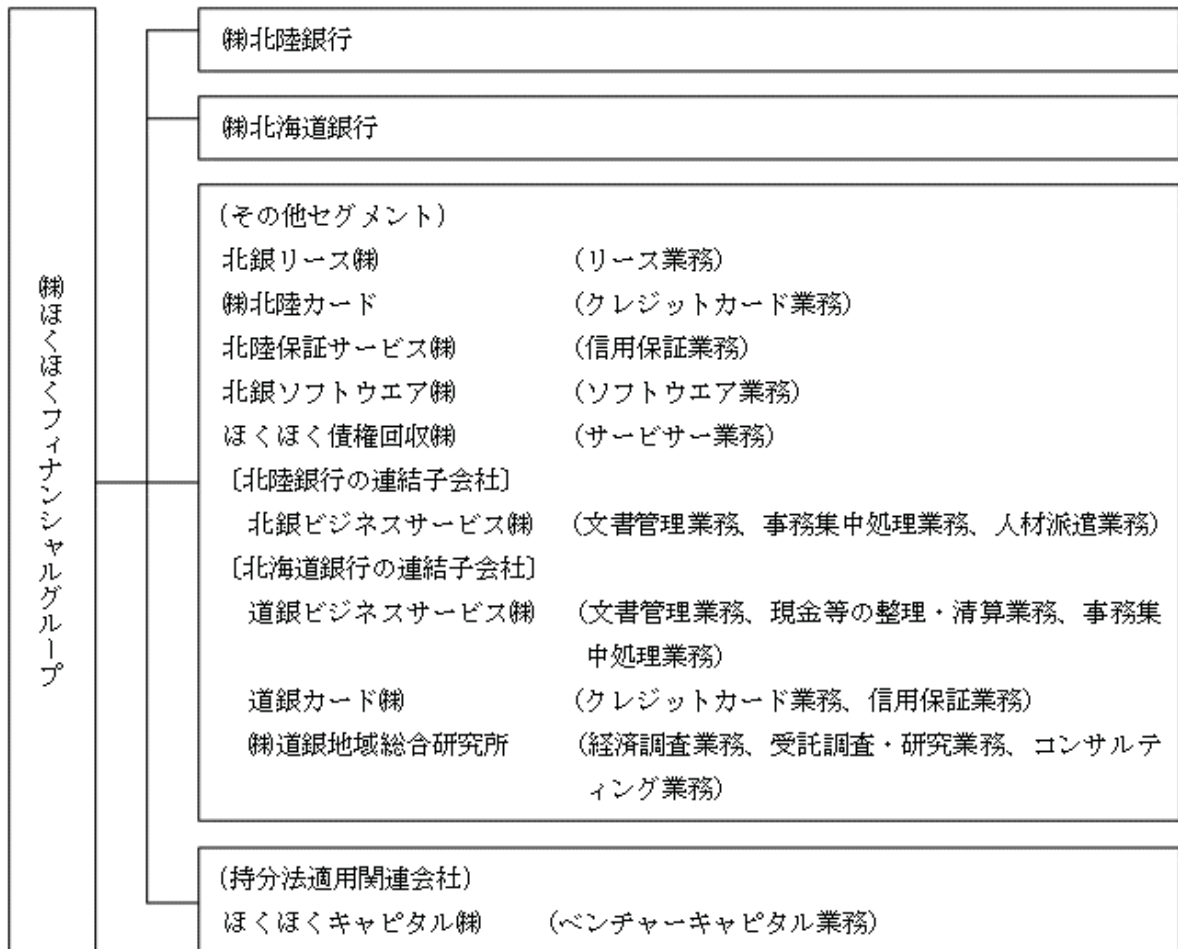 ㈱ほくほくフィナンシャルグループ
㈱北陸銀行
㈱北海道銀行
(その他セグメント)
北銀リース㈱ (リース業務)
㈱北陸カード (クレジットカード業務)
北陸保証サービス㈱ (信用保証業務)
北銀ソフトウエア㈱ (ソフトウエア業務)
ほくほく債権回収㈱ (サービサー業務)
〔北陸銀行の連結子会社〕
北銀ビジネスサービス㈱ (文書管理業務、事務集中処理業務、人材派遣業務)
〔北海道銀行の連結子会社〕
道銀ビジネスサービス㈱ (文書管理業務、現金等の整理・清算業務、事務集
中処理業務)
道銀カード㈱ (クレジットカード業務、信用保証業務)
㈱道銀地域総合研究所 (経済調査業務、受託調査・研究業務、コンサルテ
ィング業務)
(持分法適用関連会社)
ほくほくキャピタル㈱ (ベンチャーキャピタル業務)